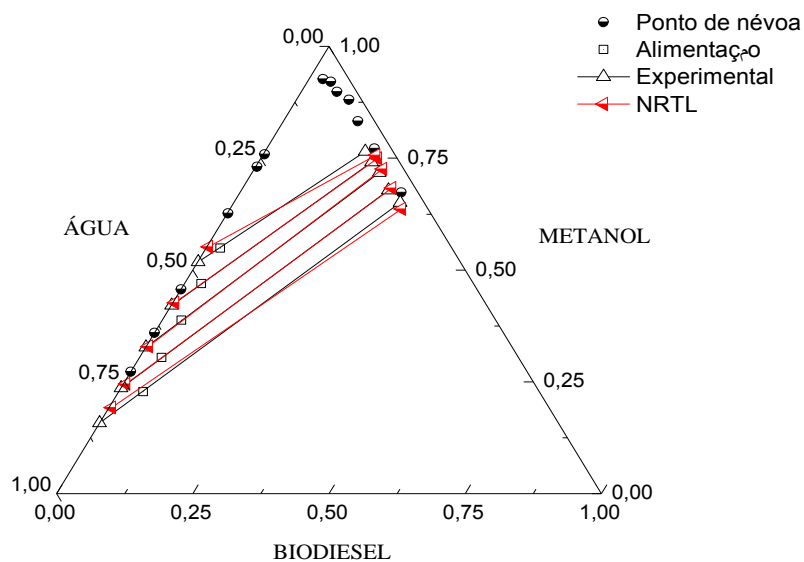 0,00 1,00
Ponto de névoa
Alimentaçم‌o
Experimental
NRTL
0,25
0,75
ÁGUA
METANOL
0,50
0,50
0,75
0,25
1,00
0,00
0,00 0,25 0,50 0,75 1,00
BIODIESEL